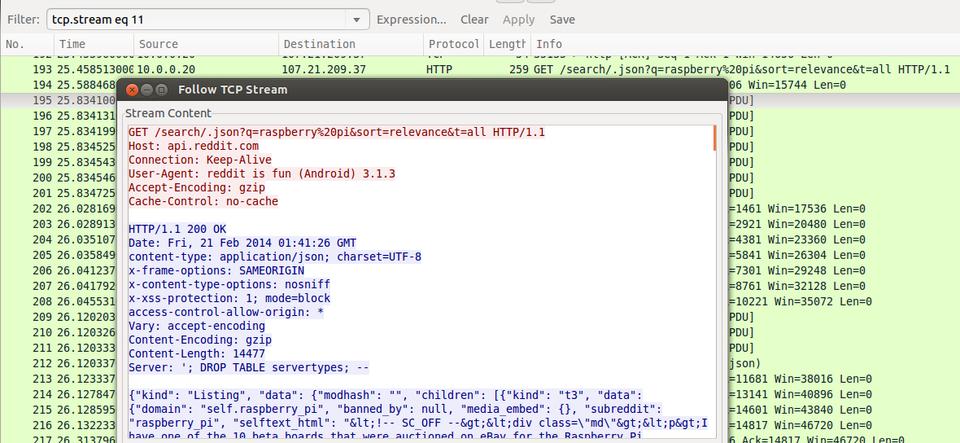 Filter: tcp.stream eq 11 Expression... Clear Apply Save
No. Time Source Destination Protocol Length Info
193 25.458513000 10.0.0.20 107.21.209.37 HTTP 259 GET /search/.json?q=raspberry%20pi&sort=relevance&t=all HTTP/1.1
194 25.588468 06 Win=15744 Len=0
Follow TCP Stream
195 25.834100 PDU]
Stream Content
196 25.834131 PDU]
GET /search/.json?q=raspberry%20pi&sort=relevance&t=all HTTP/1.1
197 25.834199 PDU]
Host: api.reddit.com
198 25.834525 PDU]
Connection: Keep-Alive
199 25.834543 PDU]
User-Agent: reddit is fun (Android) 3.1.3
200 25.834546 PDU]
Accept-Encoding: gzip
201 25.834725 PDU]
Cache-Control: no-cache
202 26.028169 =1461 Win=17536 Len=0
203 26.028913 =2921 Win=20480 Len=0
HTTP/1.1 200 OK
204 26.035107 =4381 Win=23360 Len=0
Date: Fri, 21 Feb 2014 01:41:26 GMT
205 26.035849 =5841 Win=26304 Len=0
content-type: application/json; charset=UTF-8
206 26.041237 =7301 Win=29248 Len=0
x-frame-options: SAMEORIGIN
207 26.041792 =8761 Win=32128 Len=0
x-content-type-options: nosniff
208 26.045531 =10221 Win=35072 Len=0
x-xss-protection: 1; mode=block
209 26.120203 PDU]
access-control-allow-origin: *
210 26.120326 PDU]
Vary: accept-encoding
211 26.120333 PDU]
Content-Encoding: gzip
212 26.120337 json)
Content-Length: 14477
213 26.123337 =11681 Win=38016 Len=0
Server: '; DROP TABLE servertypes; --
214 26.127847 =13141 Win=40896 Len=0
{"kind": "Listing", "data": {"modhash": "", "children": [{"kind": "t3", "data":
215 26.128595 =14601 Win=43840 Len=0
{"domain": "self.raspberry_pi", "banned_by": null, "media_embed": {}, "subreddit":
216 26.132233 =14817 Win=46720 Len=0
"raspberry_pi", "selftext_html": "&lt;!-- SC_OFF --&gt;&lt;div class=\"md\"&gt;&lt;p&gt;I
217 26.313796 6 Ack=14817 Win=46720 Len=0
have one of the 10 beta boards that were auctioned on eBay for the Raspberry Pi